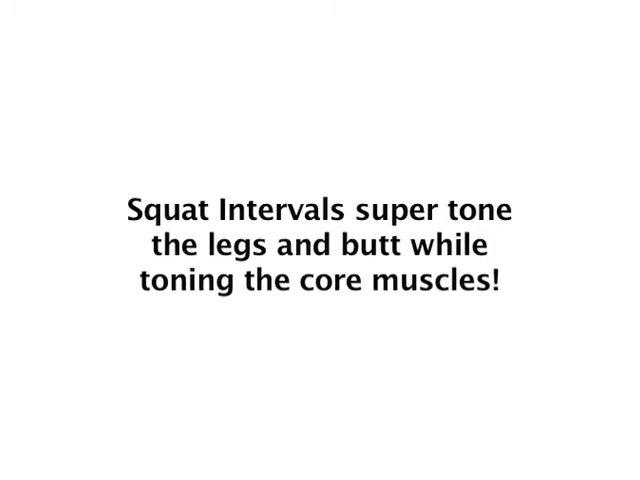 Squat Intervals super tone
the legs and butt while
toning the core muscles!